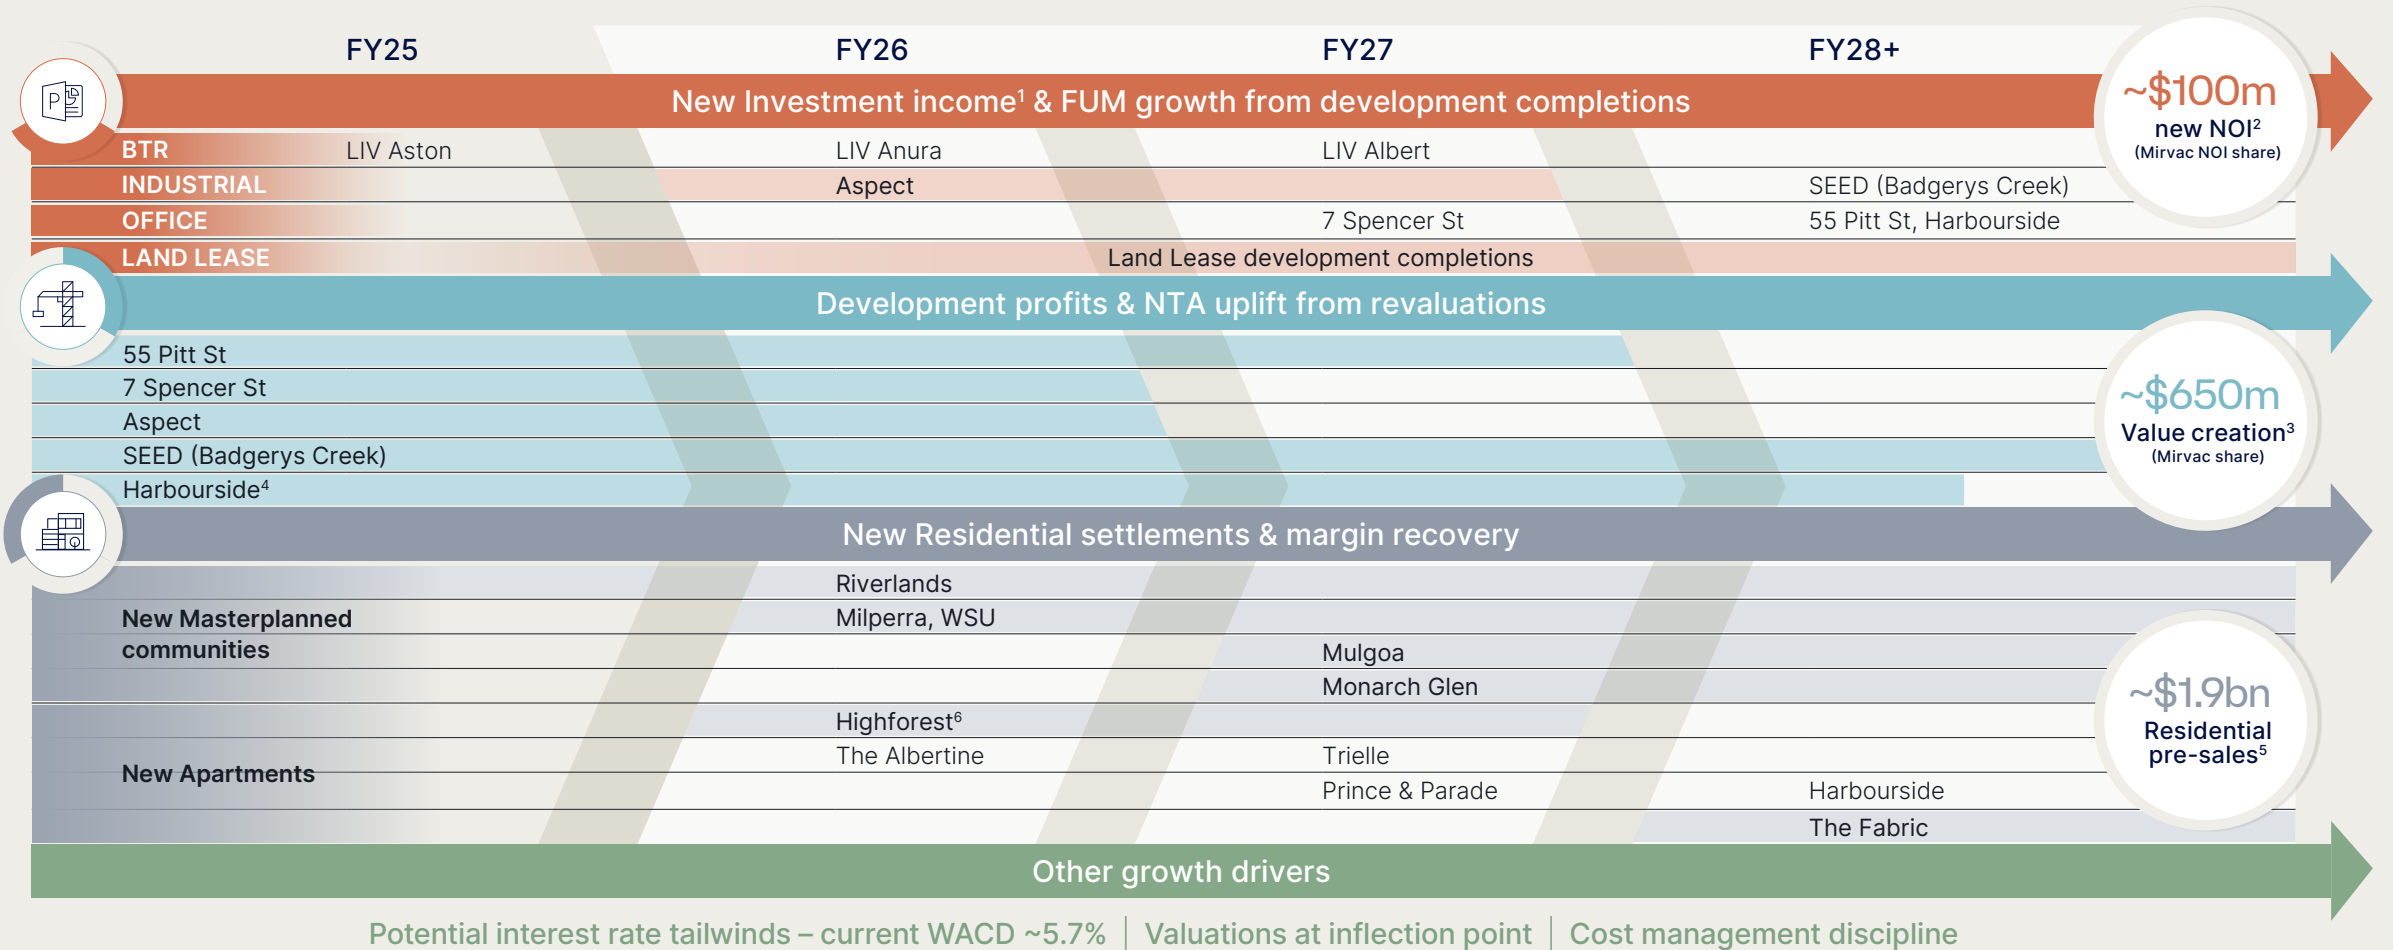 FY25 FY26 FY27 FY28+
New Investment income¹ & FUM growth from development completions
~$100m
new NOI²
(Mirvac NOI share)
BTR LIV Aston LIV Anura LIV Albert
INDUSTRIAL Aspect SEED (Badgerys Creek)
OFFICE 7 Spencer St 55 Pitt St, Harbourside
LAND LEASE Land Lease development completions
Development profits & NTA uplift from revaluations
55 Pitt St
7 Spencer St
Aspect
SEED (Badgerys Creek)
Harbourside⁴
~$650m
Value creation³
(Mirvac share)
New Residential settlements & margin recovery
New Masterplanned
communities
Riverlands
Milperra, WSU
Mulgoa
Monarch Glen
New Apartments
Highforest⁶
The Albertine Trielle
Prince & Parade Harbourside
The Fabric
~$1.9bn
Residential
pre-sales⁵
Other growth drivers
Potential interest rate tailwinds – current WACD ~5.7% | Valuations at inflection point | Cost management discipline
P